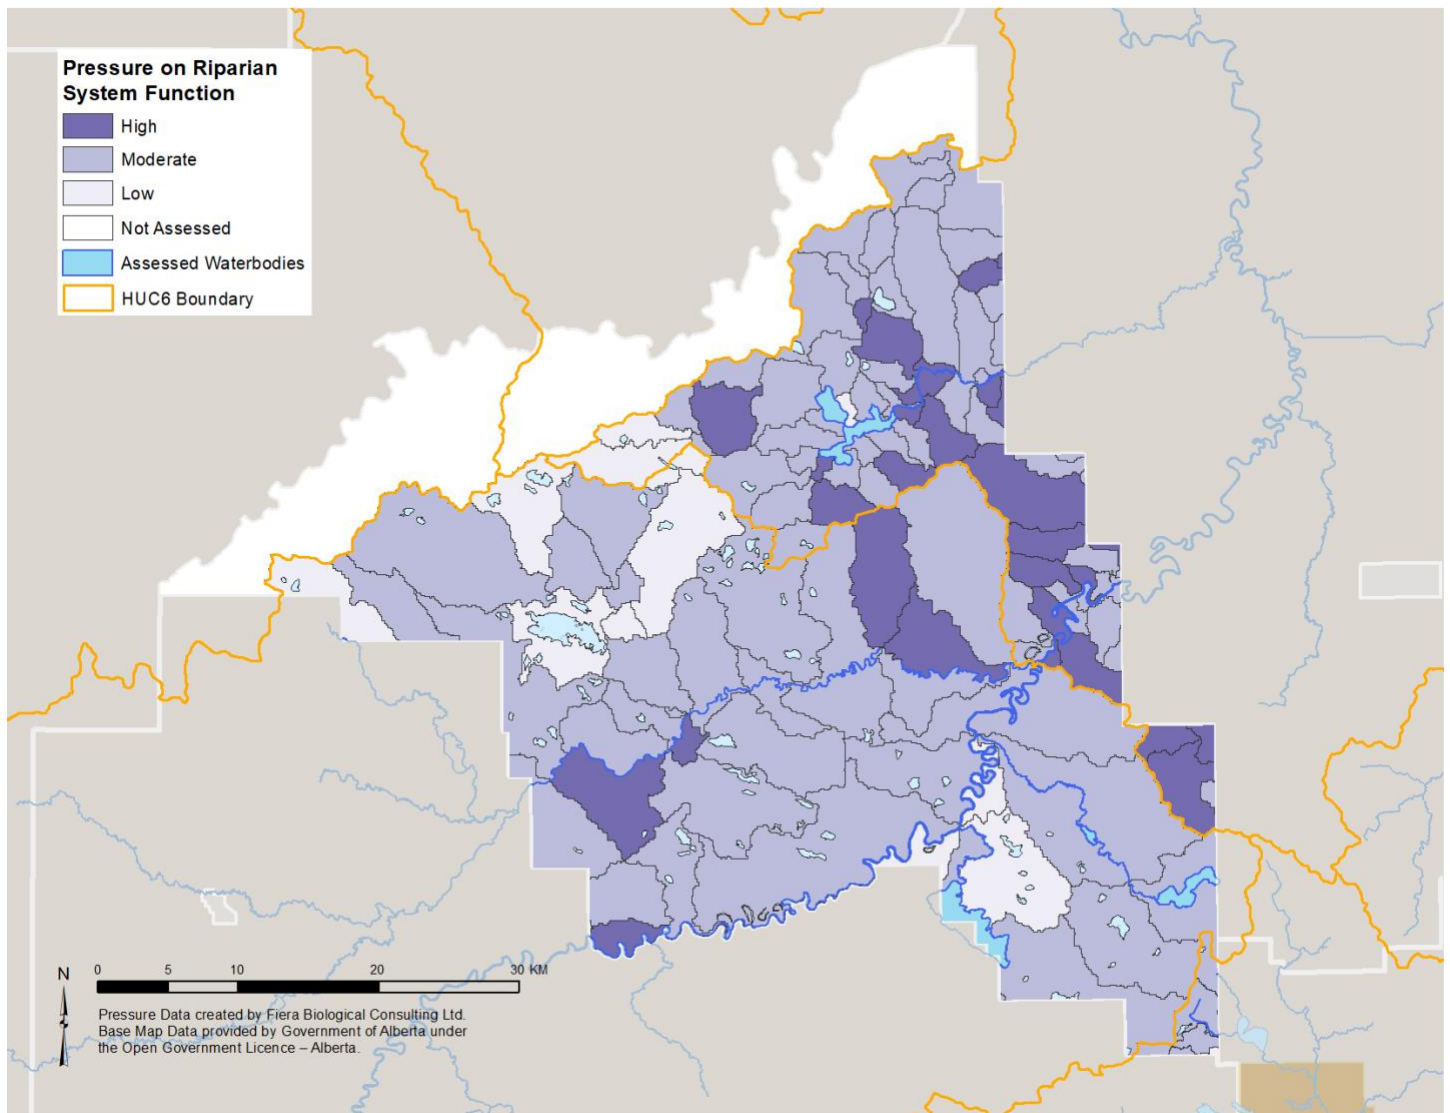 Pressure on Riparian
System Function
High
Moderate
Low
Not Assessed
Assessed Waterbodies
HUC6 Boundary
N
0 5 10 20 30 KM
Pressure Data created by Fiera Biological Consulting Ltd.
Base Map Data provided by Government of Alberta under
the Open Government Licence – Alberta.